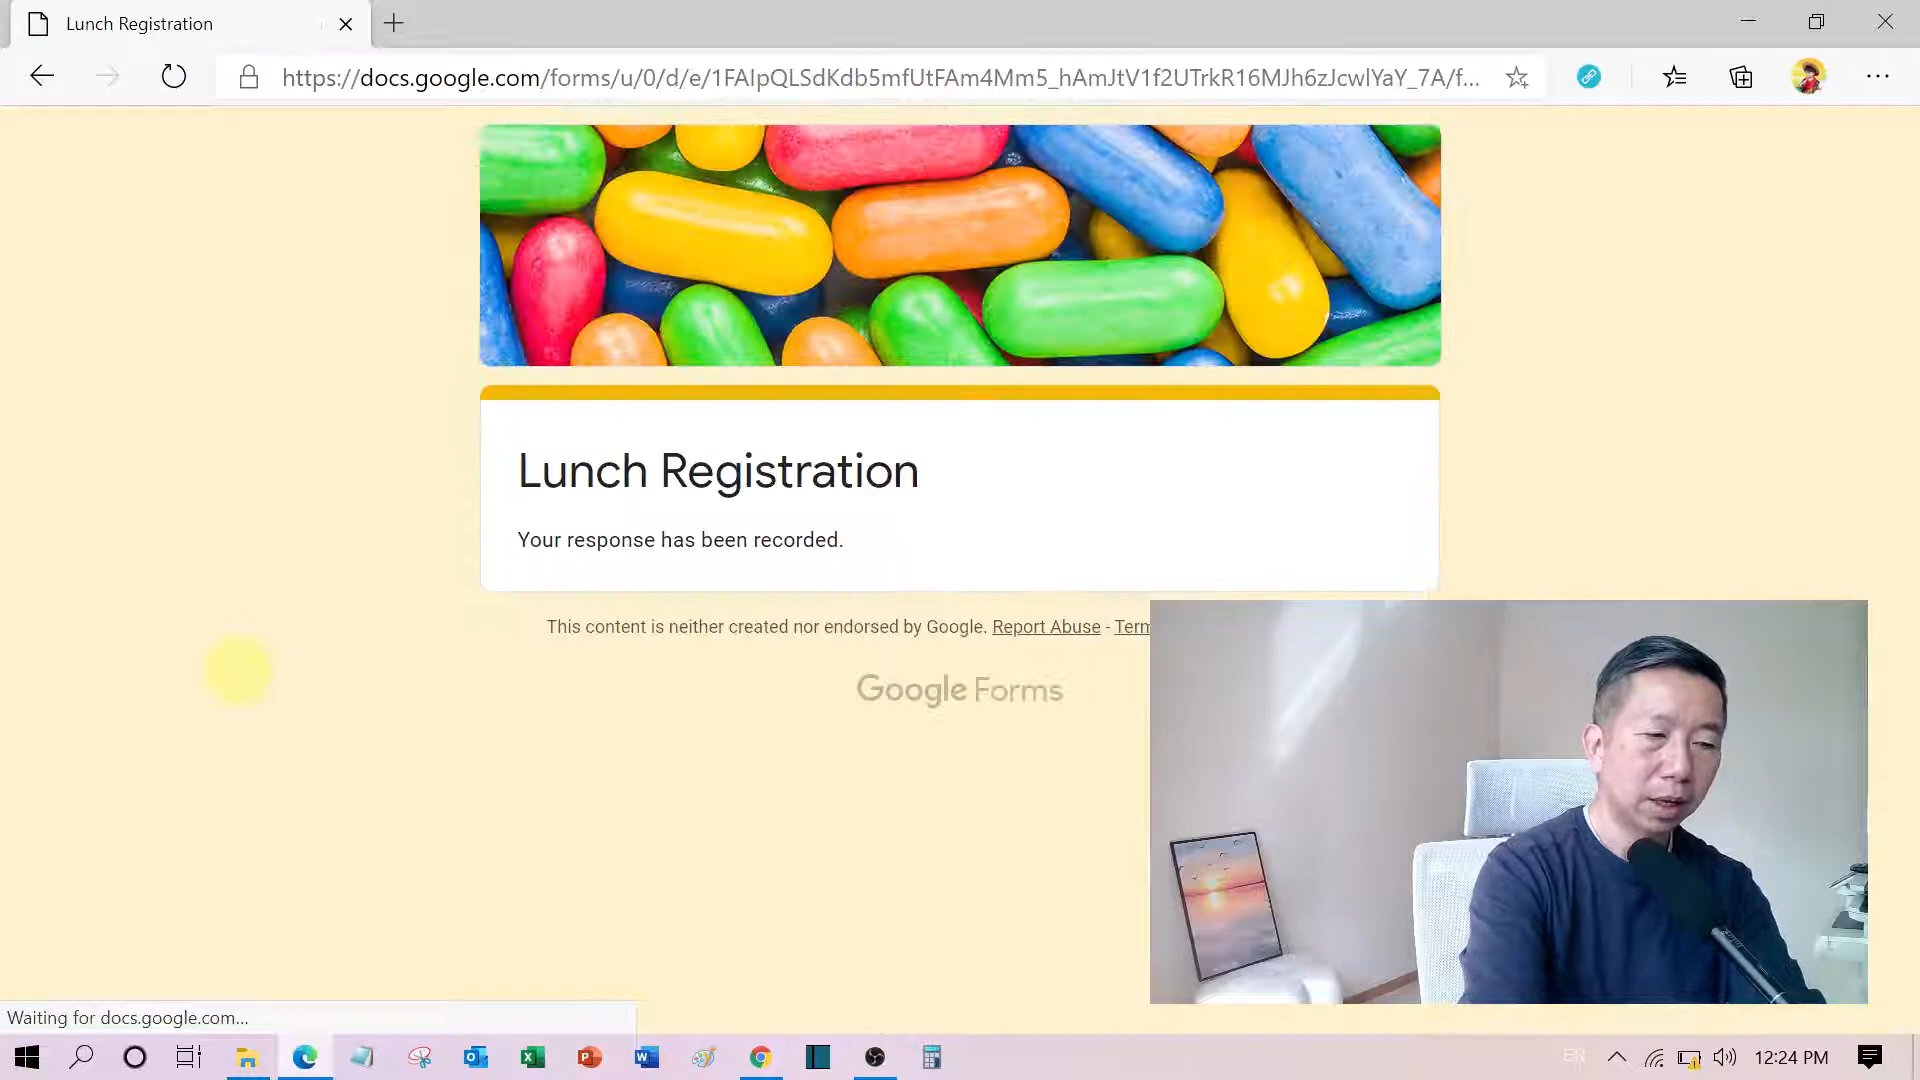 Lunch Registration
https://docs.google.com/forms/u/0/d/e/1FAIpQLSdKdb5mfUtFAm4Mm5_hAmJtV1f2UTrkR16MJh6zJcwlYaY_7A/f...
Lunch Registration
Your response has been recorded.
This content is neither created nor endorsed by Google. Report Abuse - Term
Google Forms
Waiting for docs.google.com...
EN
12:24 PM